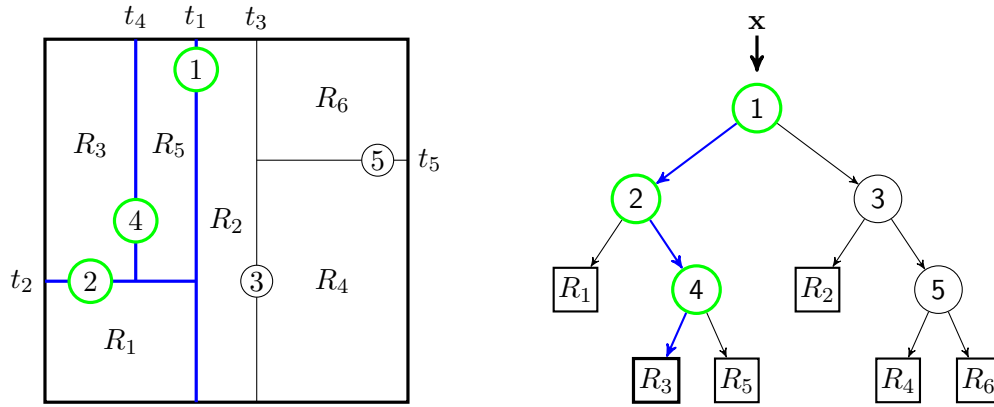 t₄ t₁ t₃
1
R₃ R₅ R₆
5 t₅
4 R₂
t₂ 2 3 R₄
R₁
x
1
2 3
R₁ 4 R₂ 5
R₃ R₅ R₄ R₆